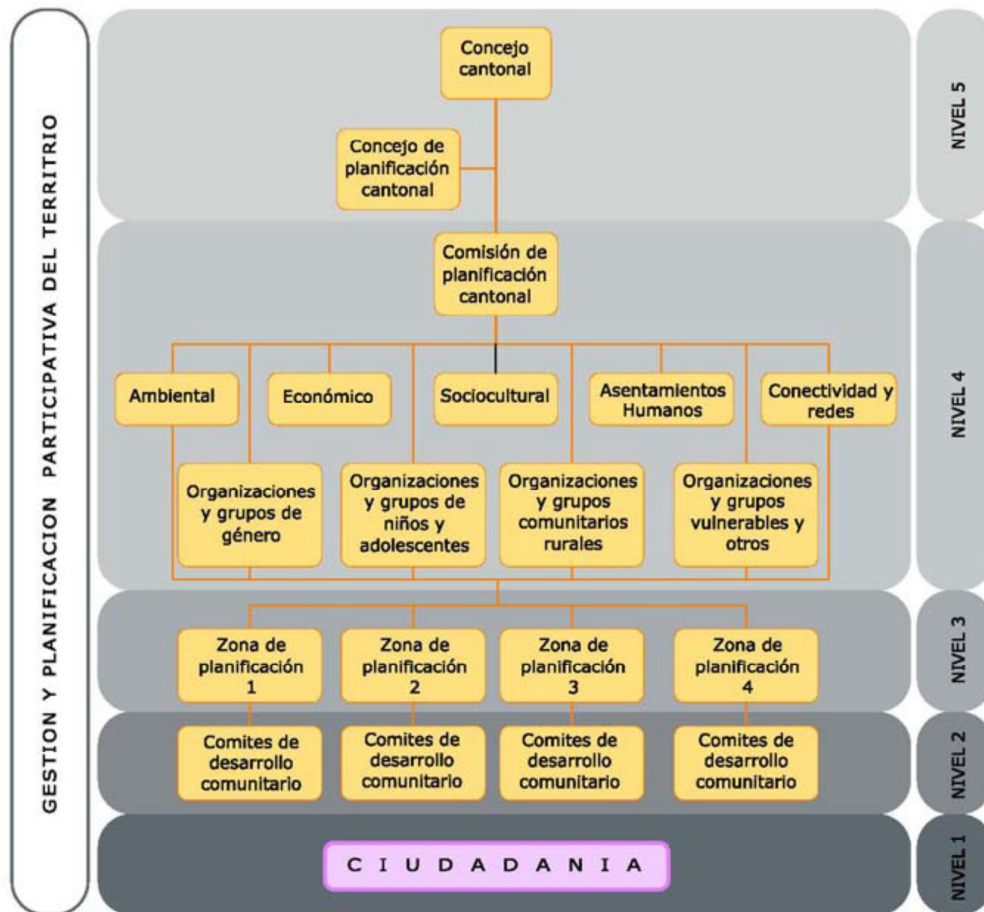 GESTION Y PLANIFICACION PARTICIPATIVA DEL TERRITRIO
Concejo
cantonal
Concejo de
planificación
cantonal
NIVEL 5
Comisión de
planificación
cantonal
Ambiental
Económico
Sociocultural
Asentamientos
Humanos
Conectividad y
redes
Organizaciones
y grupos de
género
Organizaciones
y grupos de
niños y
adolescentes
Organizaciones
y grupos
comunitarios
rurales
Organizaciones
y grupos
vulnerables y
otros
NIVEL 4
Zona de
planificación
1
Zona de
planificación
2
Zona de
planificación
3
Zona de
planificación
4
NIVEL 3
Comites de
desarrollo
comunitario
Comites de
desarrollo
comunitario
Comites de
desarrollo
comunitario
Comites de
desarrollo
comunitario
NIVEL 2
C I U D A D A N I A
NIVEL 1